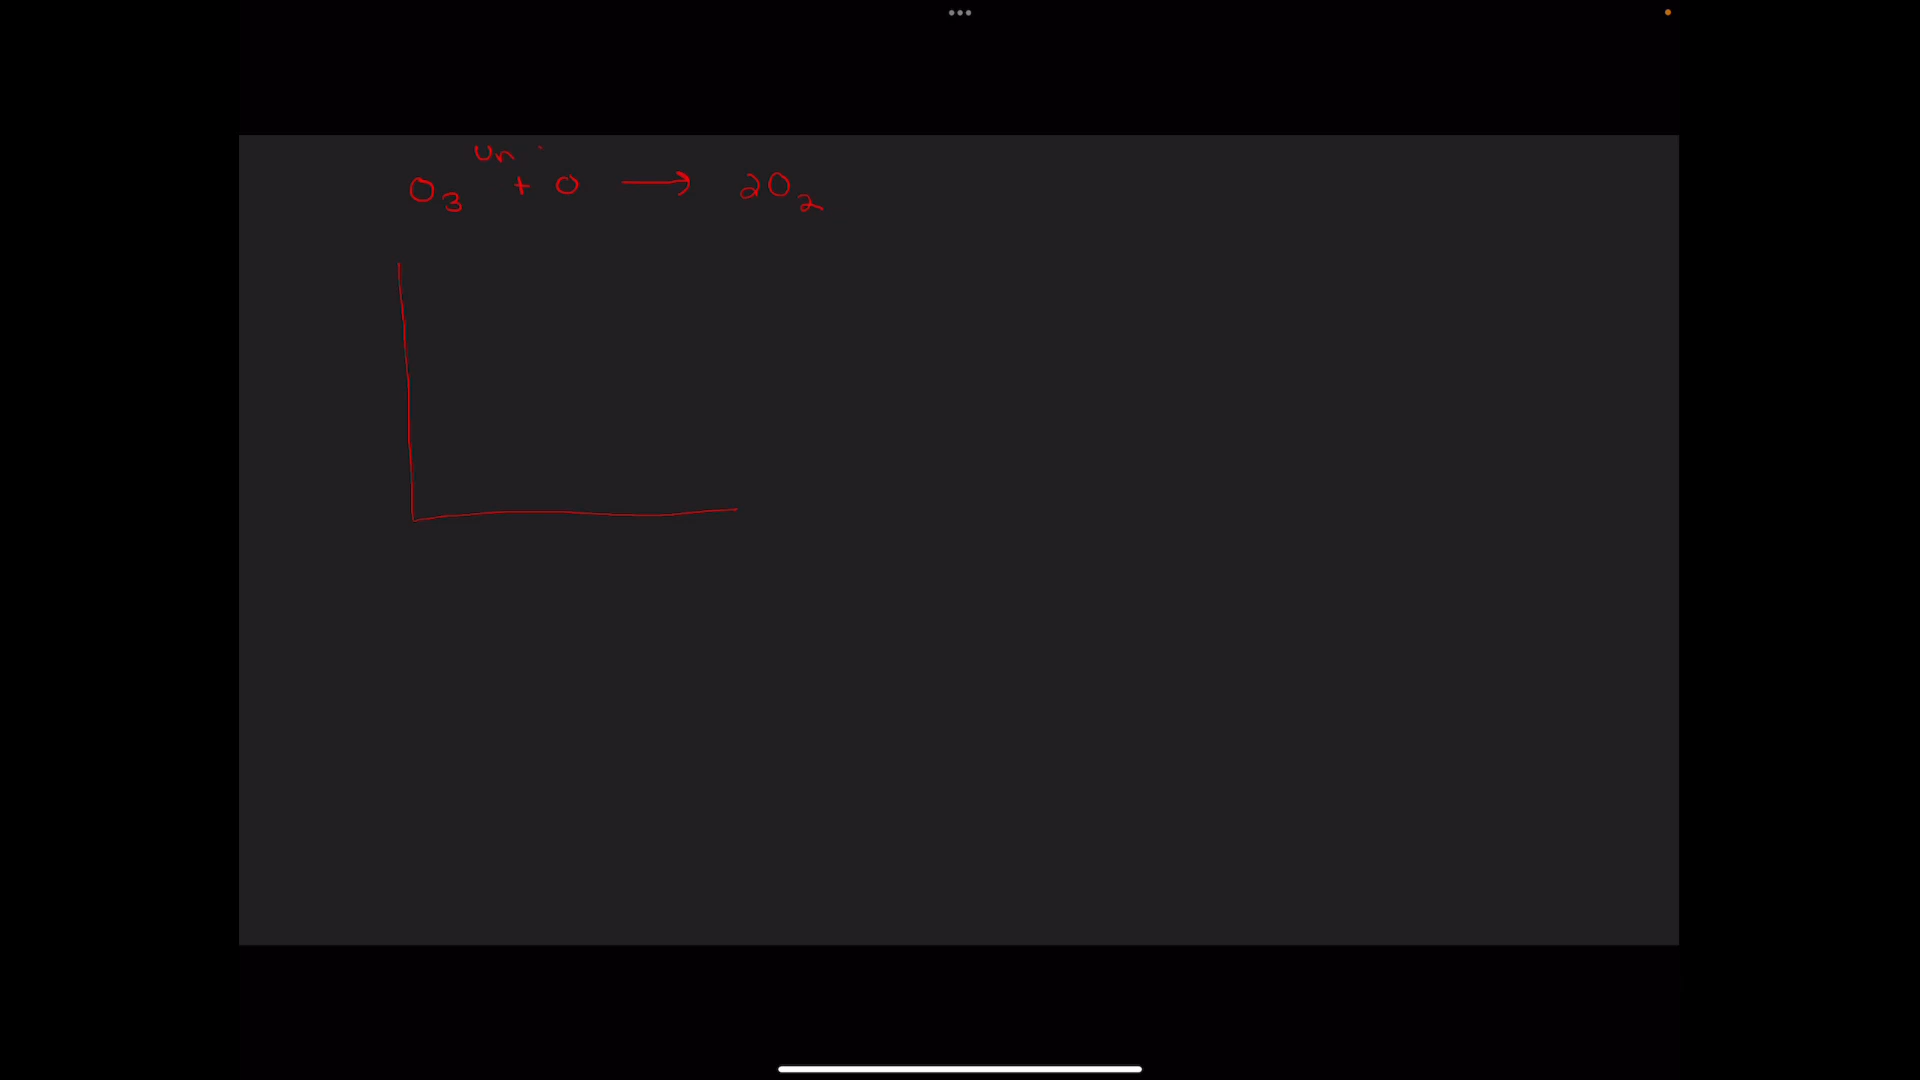 Un
O₃ + O → 2O₂